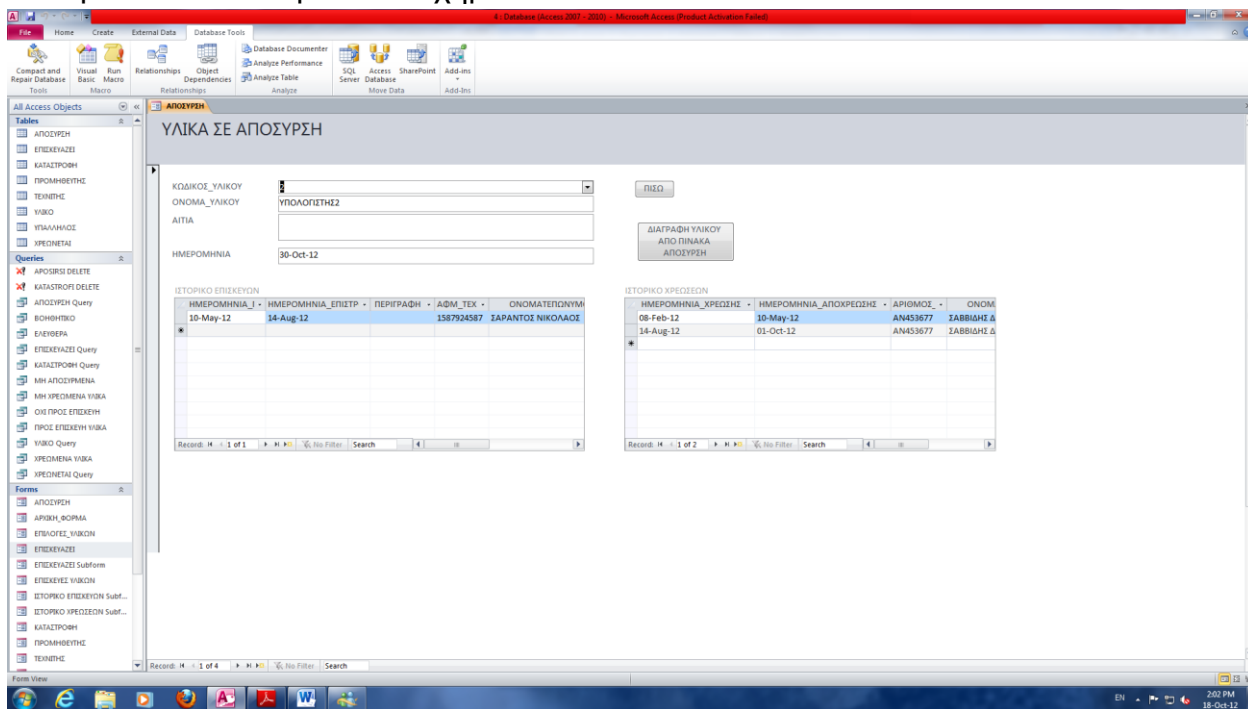 4 : Database (Access 2007 - 2010) - Microsoft Access (Product Activation Failed)
File Home Create External Data Database Tools
Compact and Repair Database
Visual Basic
Run Macro
Relationships
Object Dependencies
Database Documenter
Analyze Performance
Analyze Table
SQL Server
Access Database
SharePoint
Add-ins
Tools Macro Relationships Analyze Move Data Add-Ins
All Access Objects
Tables
ΑΠΟΣΥΡΣΗ
ΕΠΙΣΚΕΥΑΖΕΙ
ΚΑΤΑΣΤΡΟΦΗ
ΠΡΟΜΗΘΕΥΤΗΣ
ΤΕΧΝΙΤΗΣ
ΥΛΙΚΟ
ΥΠΑΛΛΗΛΟΣ
ΧΡΕΩΝΕΤΑΙ
Queries
APOSIRSI DELETE
KATASTROFI DELETE
ΑΠΟΣΥΡΣΗ Query
ΒΟΗΘΗΤΙΚΟ
ΕΛΕΥΘΕΡΑ
ΕΠΙΣΚΕΥΑΖΕΙ Query
ΚΑΤΑΣΤΡΟΦΗ Query
ΜΗ ΑΠΟΣΥΡΜΕΝΑ
ΜΗ ΧΡΕΩΜΕΝΑ ΥΛΙΚΑ
ΟΧΙ ΠΡΟΣ ΕΠΙΣΚΕΥΗ
ΠΡΟΣ ΕΠΙΣΚΕΥΗ ΥΛΙΚΑ
ΥΛΙΚΟ Query
ΧΡΕΩΜΕΝΑ ΥΛΙΚΑ
ΧΡΕΩΝΕΤΑΙ Query
Forms
ΑΠΟΣΥΡΣΗ
ΑΡΧΙΚΗ_ΦΟΡΜΑ
ΕΠΙΛΟΓΕΣ_ΥΛΙΚΩΝ
ΕΠΙΣΚΕΥΑΖΕΙ
ΕΠΙΣΚΕΥΑΖΕΙ Subform
ΕΠΙΣΚΕΥΕΣ ΥΛΙΚΩΝ
ΙΣΤΟΡΙΚΟ ΕΠΙΣΚΕΥΩΝ Subf...
ΙΣΤΟΡΙΚΟ ΧΡΕΩΣΕΩΝ Subf...
ΚΑΤΑΣΤΡΟΦΗ
ΠΡΟΜΗΘΕΥΤΗΣ
ΤΕΧΝΙΤΗΣ
ΑΠΟΣΥΡΣΗ
ΥΛΙΚΑ ΣΕ ΑΠΟΣΥΡΣΗ
ΚΩΔΙΚΟΣ_ΥΛΙΚΟΥ 2
ΟΝΟΜΑ_ΥΛΙΚΟΥ ΥΠΟΛΟΓΙΣΤΗΣ2
ΑΙΤΙΑ
ΗΜΕΡΟΜΗΝΙΑ 30-Oct-12
ΠΙΣΩ
ΔΙΑΓΡΑΦΗ ΥΛΙΚΟΥ
ΑΠΟ ΠΙΝΑΚΑ
ΑΠΟΣΥΡΣΗ
ΙΣΤΟΡΙΚΟ ΕΠΙΣΚΕΥΩΝ
ΗΜΕΡΟΜΗΝΙΑ_ ΗΜΕΡΟΜΗΝΙΑ_ΕΠΙΣΤΡ ΠΕΡΙΓΡΑΦΗ ΑΦΜ_ΤΕΧ ΟΝΟΜΑΤΕΠΩΝΥΜ
10-May-12 14-Aug-12 1587924587 ΣΑΡΑΝΤΟΣ ΝΙΚΟΛΑΟΣ
Record: 1 of 1 No Filter Search
ΙΣΤΟΡΙΚΟ ΧΡΕΩΣΕΩΝ
ΗΜΕΡΟΜΗΝΙΑ_ΧΡΕΩΣΗΣ ΗΜΕΡΟΜΗΝΙΑ_ΑΠΟΧΡΕΩΣΗΣ ΑΡΙΘΜΟΣ_ ΟΝΟΜ
08-Feb-12 10-May-12 ΑΝ453677 ΣΑΒΒΙΔΗΣ Δ
14-Aug-12 01-Oct-12 ΑΝ453677 ΣΑΒΒΙΔΗΣ Δ
Record: 1 of 2 No Filter Search
Record: 1 of 4 No Filter Search
Form View
EN
2:02 PM
18-Oct-12